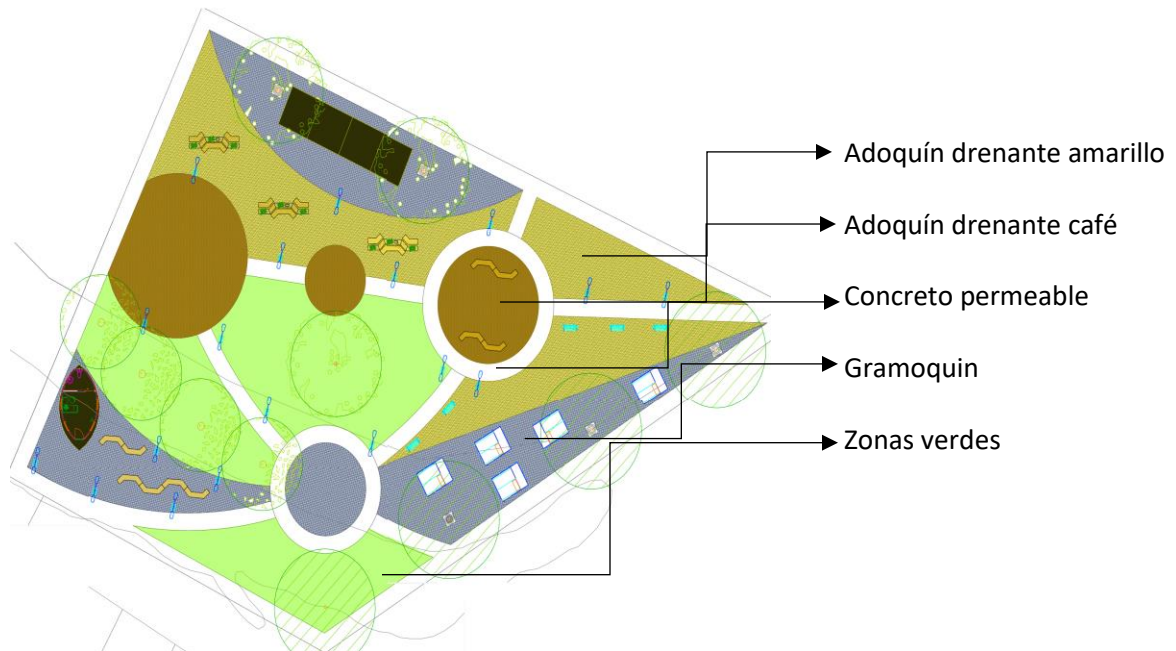 Adoquín drenante amarillo
Adoquín drenante café
Concreto permeable
Gramoquin
Zonas verdes